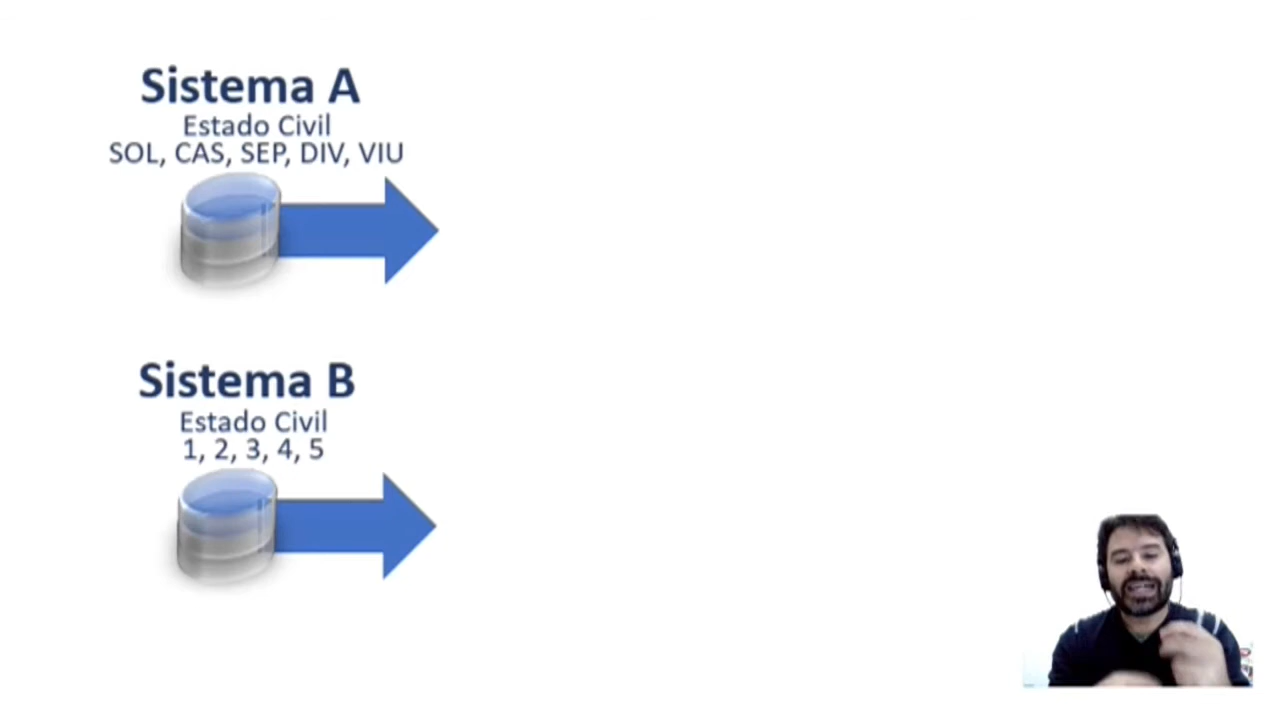 Sistema A
Estado Civil
SOL, CAS, SEP, DIV, VIU
Sistema B
Estado Civil
1, 2, 3, 4, 5